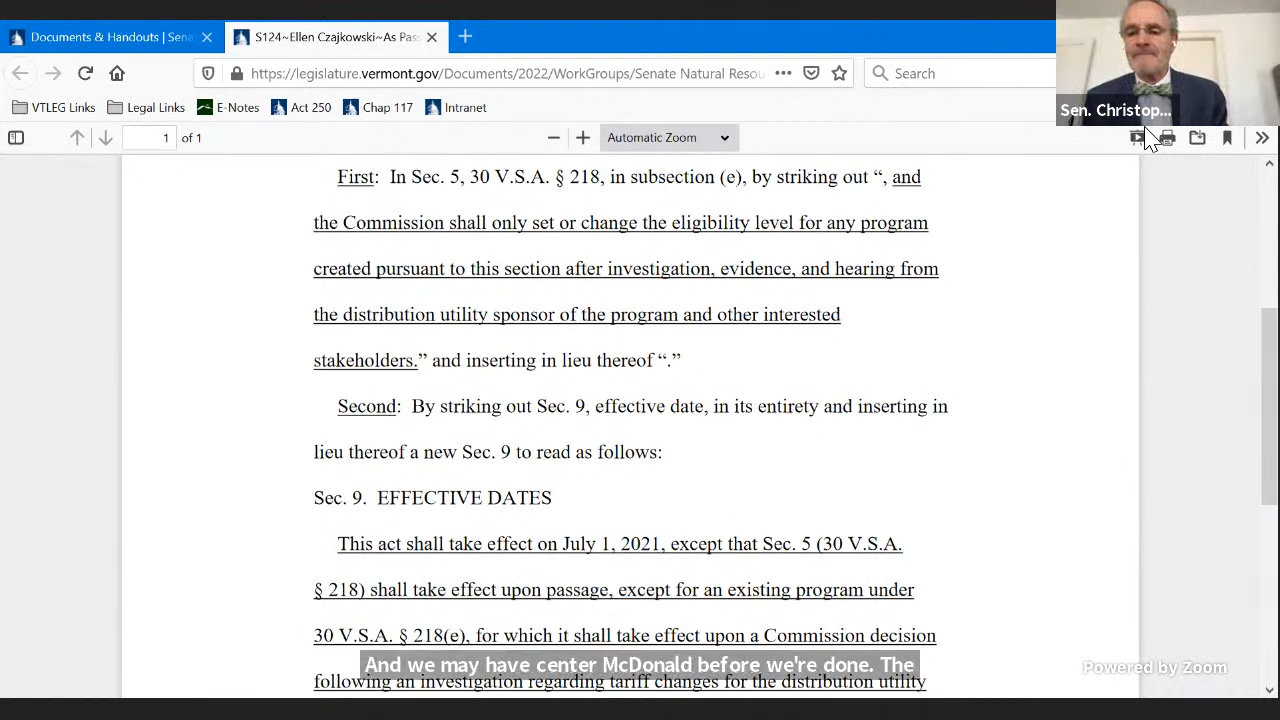 Documents & Handouts | Sena
S124~Ellen Czajkowski~As Pas
https://legislature.vermont.gov/Documents/2022/WorkGroups/Senate Natural Resou
Search
VTLEG Links
Legal Links
E-Notes
Act 250
Chap 117
Intranet
Sen. Christop...
1 of 1
Automatic Zoom
First: In Sec. 5, 30 V.S.A. § 218, in subsection (e), by striking out “, and
the Commission shall only set or change the eligibility level for any program
created pursuant to this section after investigation, evidence, and hearing from
the distribution utility sponsor of the program and other interested
stakeholders.” and inserting in lieu thereof “.”
Second: By striking out Sec. 9, effective date, in its entirety and inserting in
lieu thereof a new Sec. 9 to read as follows:
Sec. 9. EFFECTIVE DATES
This act shall take effect on July 1, 2021, except that Sec. 5 (30 V.S.A.
§ 218) shall take effect upon passage, except for an existing program under
30 V.S.A. § 218(e), for which it shall take effect upon a Commission decision
And we may have center McDonald before we're done. The
Powered by Zoom
following an investigation regarding tariff changes for the distribution utility